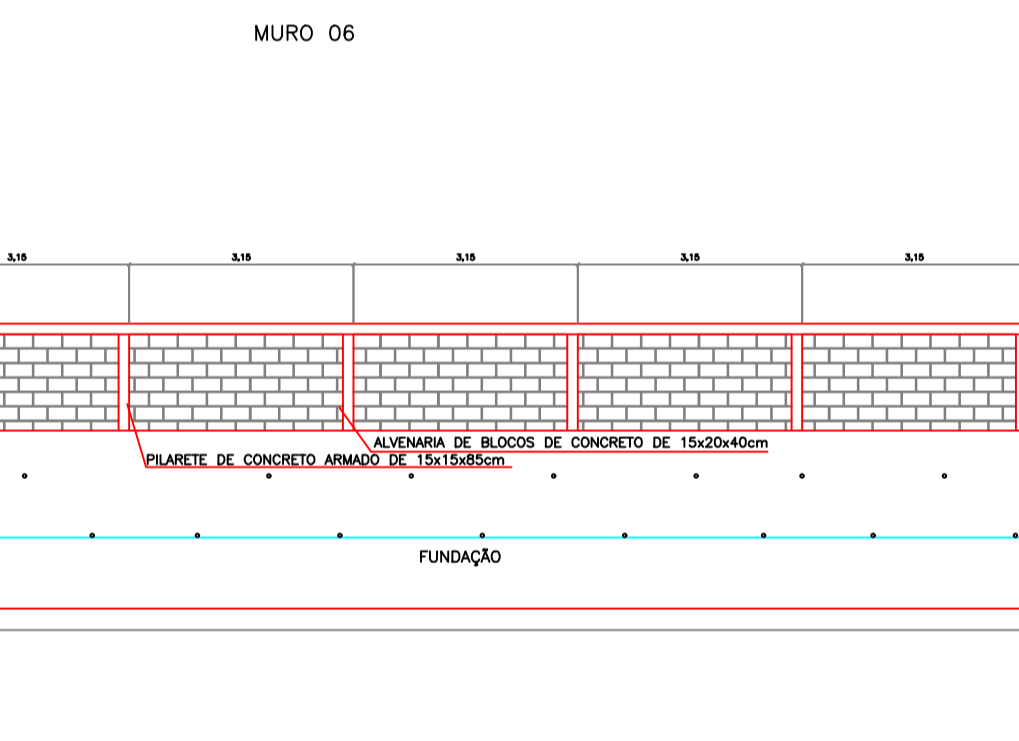 MURO 06
3,15 3,15 3,15 3,15 3,15
ALVENARIA DE BLOCOS DE CONCRETO DE 15x20x40cm
PILARETE DE CONCRETO ARMADO DE 15x15x85cm
FUNDAÇÃO